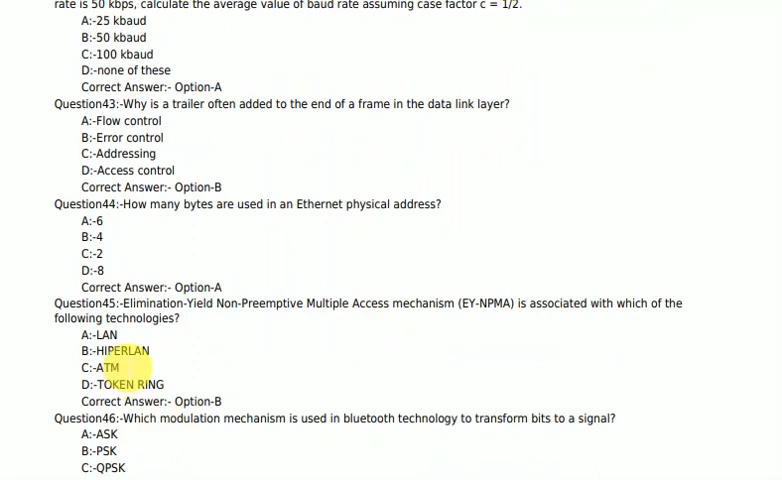 rate is 50 kbps, calculate the average value of baud rate assuming case factor c = 1/2.
A:-25 kbaud
B:-50 kbaud
C:-100 kbaud
D:-none of these
Correct Answer:- Option-A
Question43:-Why is a trailer often added to the end of a frame in the data link layer?
A:-Flow control
B:-Error control
C:-Addressing
D:-Access control
Correct Answer:- Option-B
Question44:-How many bytes are used in an Ethernet physical address?
A:-6
B:-4
C:-2
D:-8
Correct Answer:- Option-A
Question45:-Elimination-Yield Non-Preemptive Multiple Access mechanism (EY-NPMA) is associated with which of the
following technologies?
A:-LAN
B:-HIPERLAN
C:-ATM
D:-TOKEN RING
Correct Answer:- Option-B
Question46:-Which modulation mechanism is used in bluetooth technology to transform bits to a signal?
A:-ASK
B:-PSK
C:-QPSK